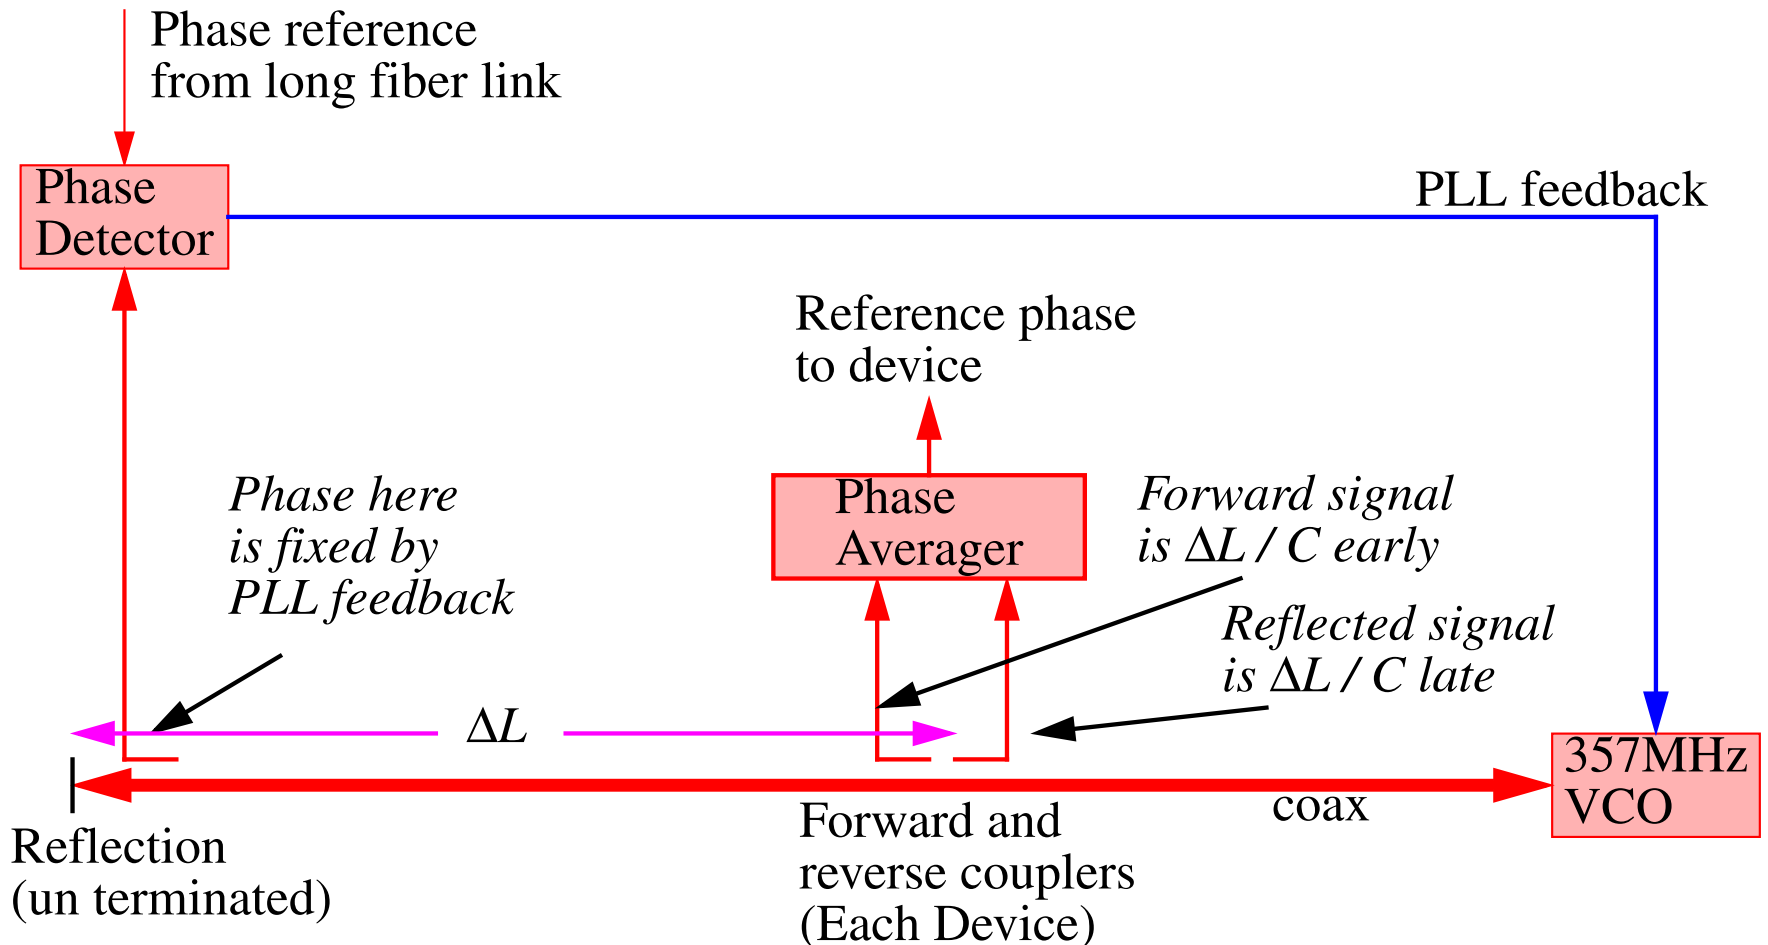 Phase reference
from long fiber link
Phase
Detector
PLL feedback
Reference phase
to device
Phase here
is fixed by
PLL feedback
Phase
Averager
Forward signal
is ΔL / C early
Reflected signal
is ΔL / C late
ΔL
357MHz
VCO
coax
Forward and
reverse couplers
(Each Device)
Reflection
(un terminated)